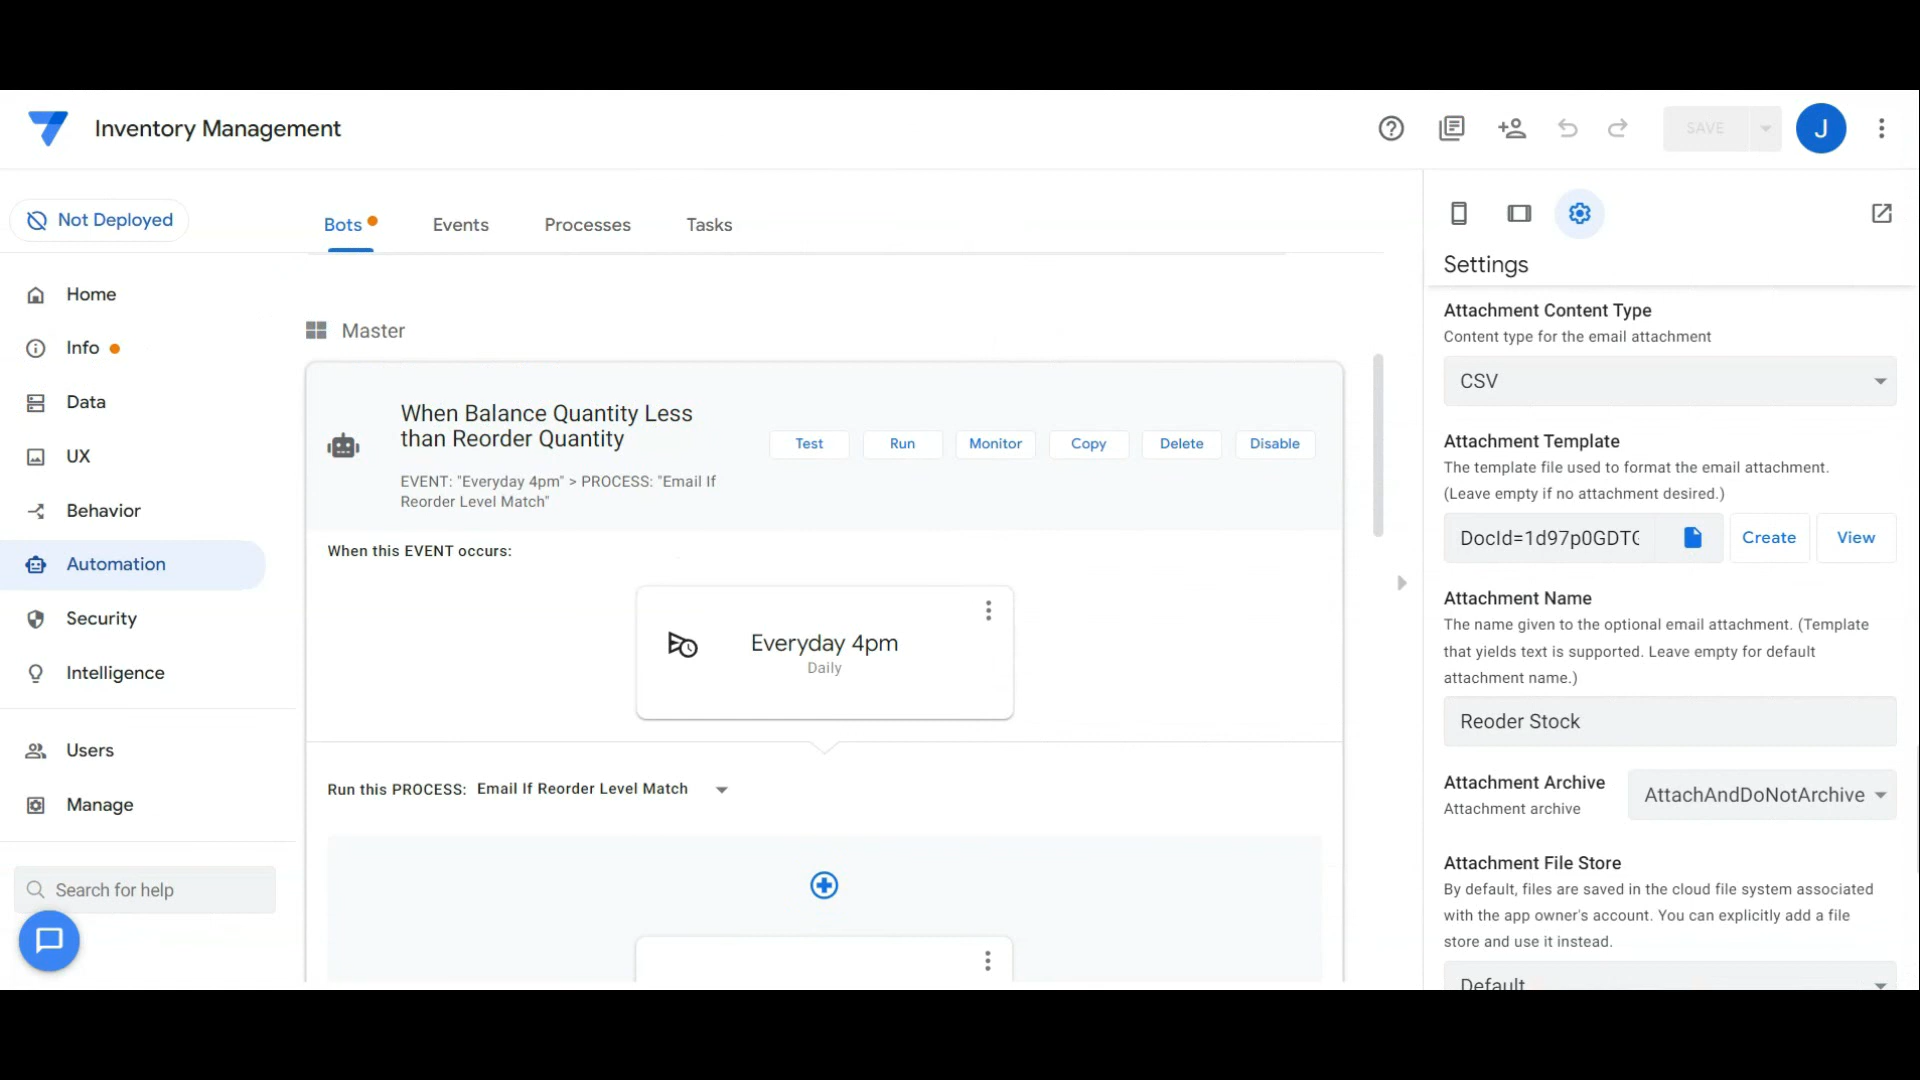 Inventory Management
SAVE
J
Not Deployed
Bots
Events
Processes
Tasks
Home
Info
Data
UX
Behavior
Automation
Security
Intelligence
Users
Manage
Search for help
Master
When Balance Quantity Less
than Reorder Quantity
EVENT: "Everyday 4pm" > PROCESS: "Email If
Reorder Level Match"
Test
Run
Monitor
Copy
Delete
Disable
When this EVENT occurs:
Everyday 4pm
Daily
Run this PROCESS: Email If Reorder Level Match
Settings
Attachment Content Type
Content type for the email attachment
CSV
Attachment Template
The template file used to format the email attachment.
(Leave empty if no attachment desired.)
DocId=1d97p0GDTC
Create
View
Attachment Name
The name given to the optional email attachment. (Template
that yields text is supported. Leave empty for default
attachment name.)
Reoder Stock
Attachment Archive
Attachment archive
AttachAndDoNotArchive
Attachment File Store
By default, files are saved in the cloud file system associated
with the app owner's account. You can explicitly add a file
store and use it instead.
Default